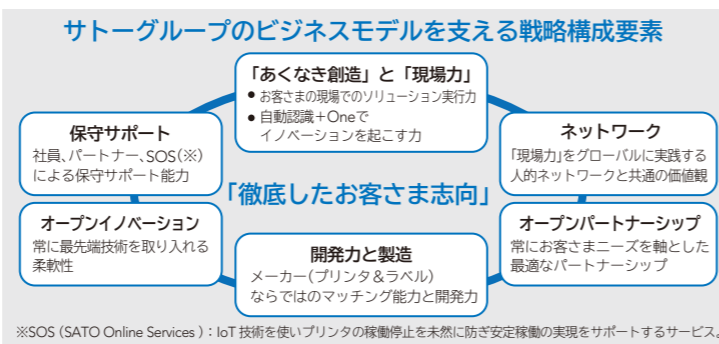 サトーグループのビジネスモデルを支える戦略構成要素
「あくなき創造」と「現場力」
● お客さまの現場でのソリューション実行力
● 自動認識+Oneで
イノベーションを起こす力
保守サポート
社員、パートナー、SOS(※)
による保守サポート能力
ネットワーク
「現場力」をグローバルに実践する
人的ネットワークと共通の価値観
「徹底したお客さま志向」
オープンイノベーション
常に最先端技術を取り入れる
柔軟性
オープンパートナーシップ
常にお客さまニーズを軸とした
最適なパートナーシップ
開発力と製造
メーカー(プリンタ&ラベル)
ならではのマッチング能力と開発力
※SOS (SATO Online Services ) : IoT 技術を使いプリンタの稼働停止を未然に防ぎ安定稼働の実現をサポートするサービス。